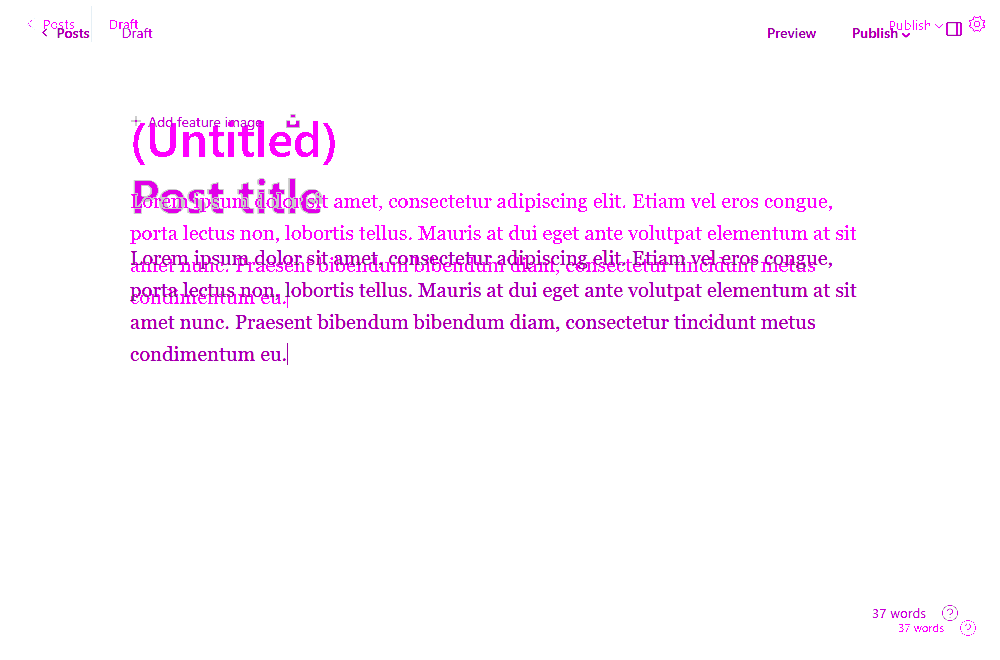 Posts Draft Publish
Posts Draft Preview Publish
Add feature image
(Untitled)
Post title
Lorem ipsum dolor sit amet, consectetur adipiscing elit. Etiam vel eros congue,
porta lectus non, lobortis tellus. Mauris at dui eget ante volutpat elementum at sit
amet nunc. Praesent bibendum bibendum diam, consectetur tincidunt metus
condimentum eu.
Lorem ipsum dolor sit amet, consectetur adipiscing elit. Etiam vel eros congue,
porta lectus non, lobortis tellus. Mauris at dui eget ante volutpat elementum at sit
amet nunc. Praesent bibendum bibendum diam, consectetur tincidunt metus
condimentum eu.
37 words ?
37 words ?